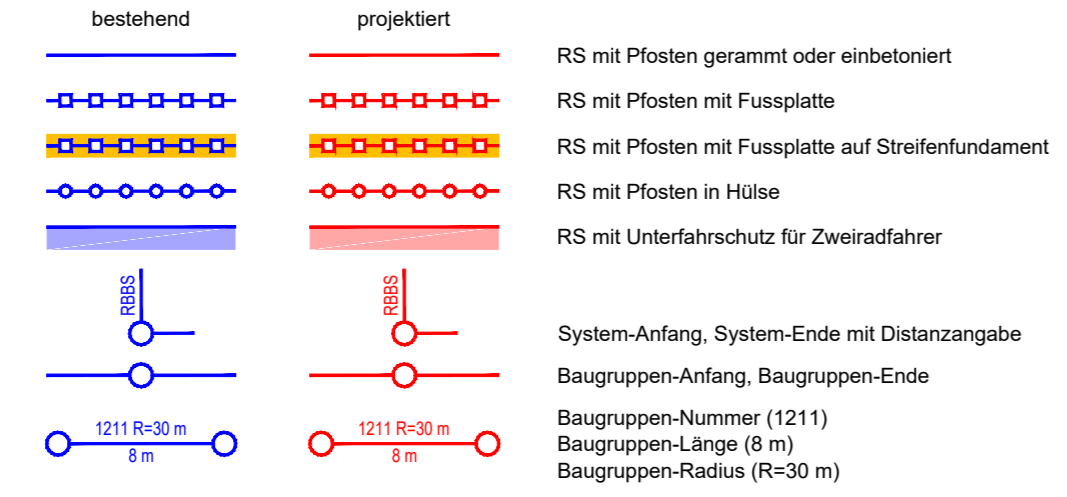 bestehend projektiert
RS mit Pfosten gerammt oder einbetoniert
RS mit Pfosten mit Fussplatte
RS mit Pfosten mit Fussplatte auf Streifenfundament
RS mit Pfosten in Hülse
RS mit Unterfahrschutz für Zweiradfahrer
RBBS RBBS
System-Anfang, System-Ende mit Distanzangabe
Baugruppen-Anfang, Baugruppen-Ende
1211 R=30 m 1211 R=30 m Baugruppen-Nummer (1211)
8 m 8 m Baugruppen-Länge (8 m)
Baugruppen-Radius (R=30 m)